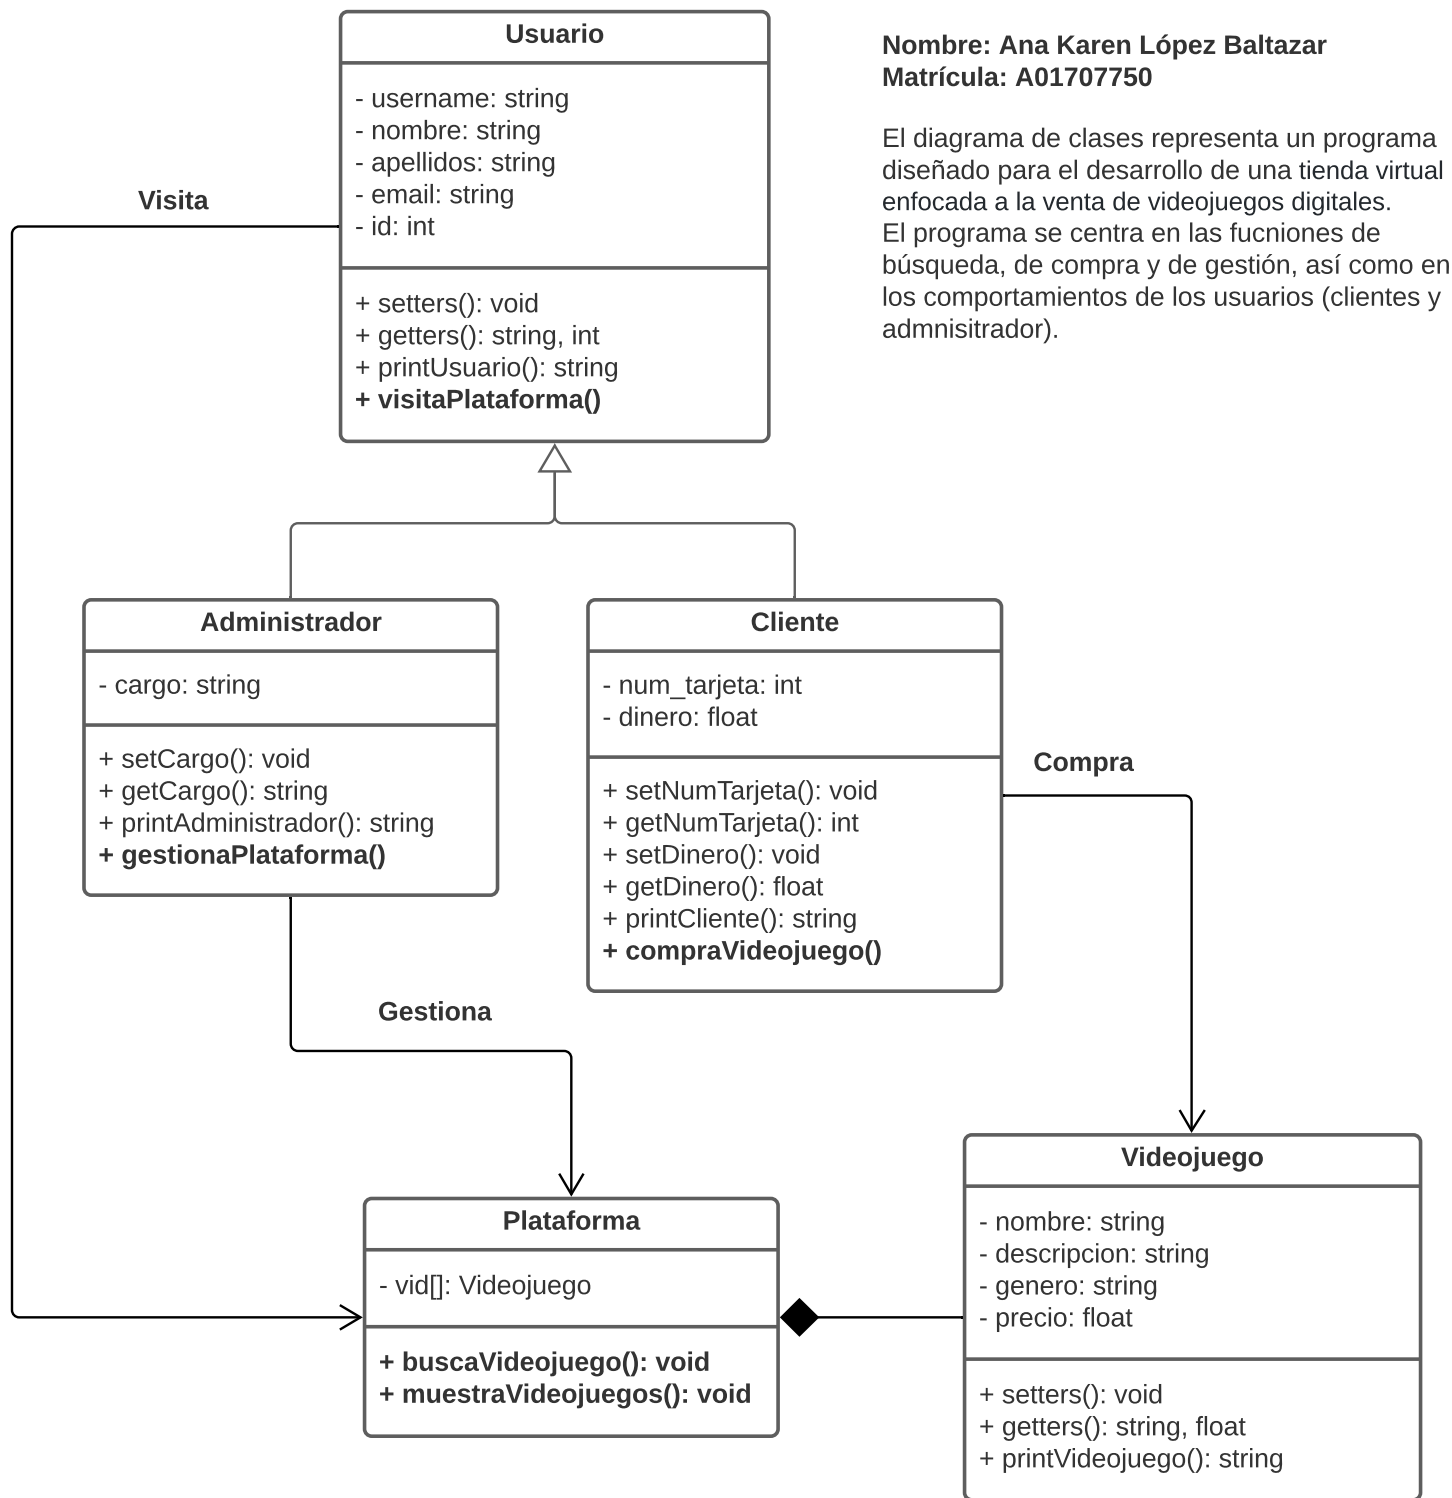 Usuario
- username: string
- nombre: string
- apellidos: string
- email: string
- id: int
+ setters(): void
+ getters(): string, int
+ printUsuario(): string
+ visitaPlataforma()
Nombre: Ana Karen López Baltazar
Matrícula: A01707750
El diagrama de clases representa un programa
diseñado para el desarrollo de una tienda virtual
enfocada a la venta de videojuegos digitales.
El programa se centra en las fucniones de
búsqueda, de compra y de gestión, así como en
los comportamientos de los usuarios (clientes y
admnisitrador).
Visita
Administrador
- cargo: string
+ setCargo(): void
+ getCargo(): string
+ printAdministrador(): string
+ gestionaPlataforma()
Cliente
- num_tarjeta: int
- dinero: float
+ setNumTarjeta(): void
+ getNumTarjeta(): int
+ setDinero(): void
+ getDinero(): float
+ printCliente(): string
+ compraVideojuego()
Compra
Gestiona
Plataforma
- vid[]: Videojuego
+ buscaVideojuego(): void
+ muestraVideojuegos(): void
Videojuego
- nombre: string
- descripcion: string
- genero: string
- precio: float
+ setters(): void
+ getters(): string, float
+ printVideojuego(): string